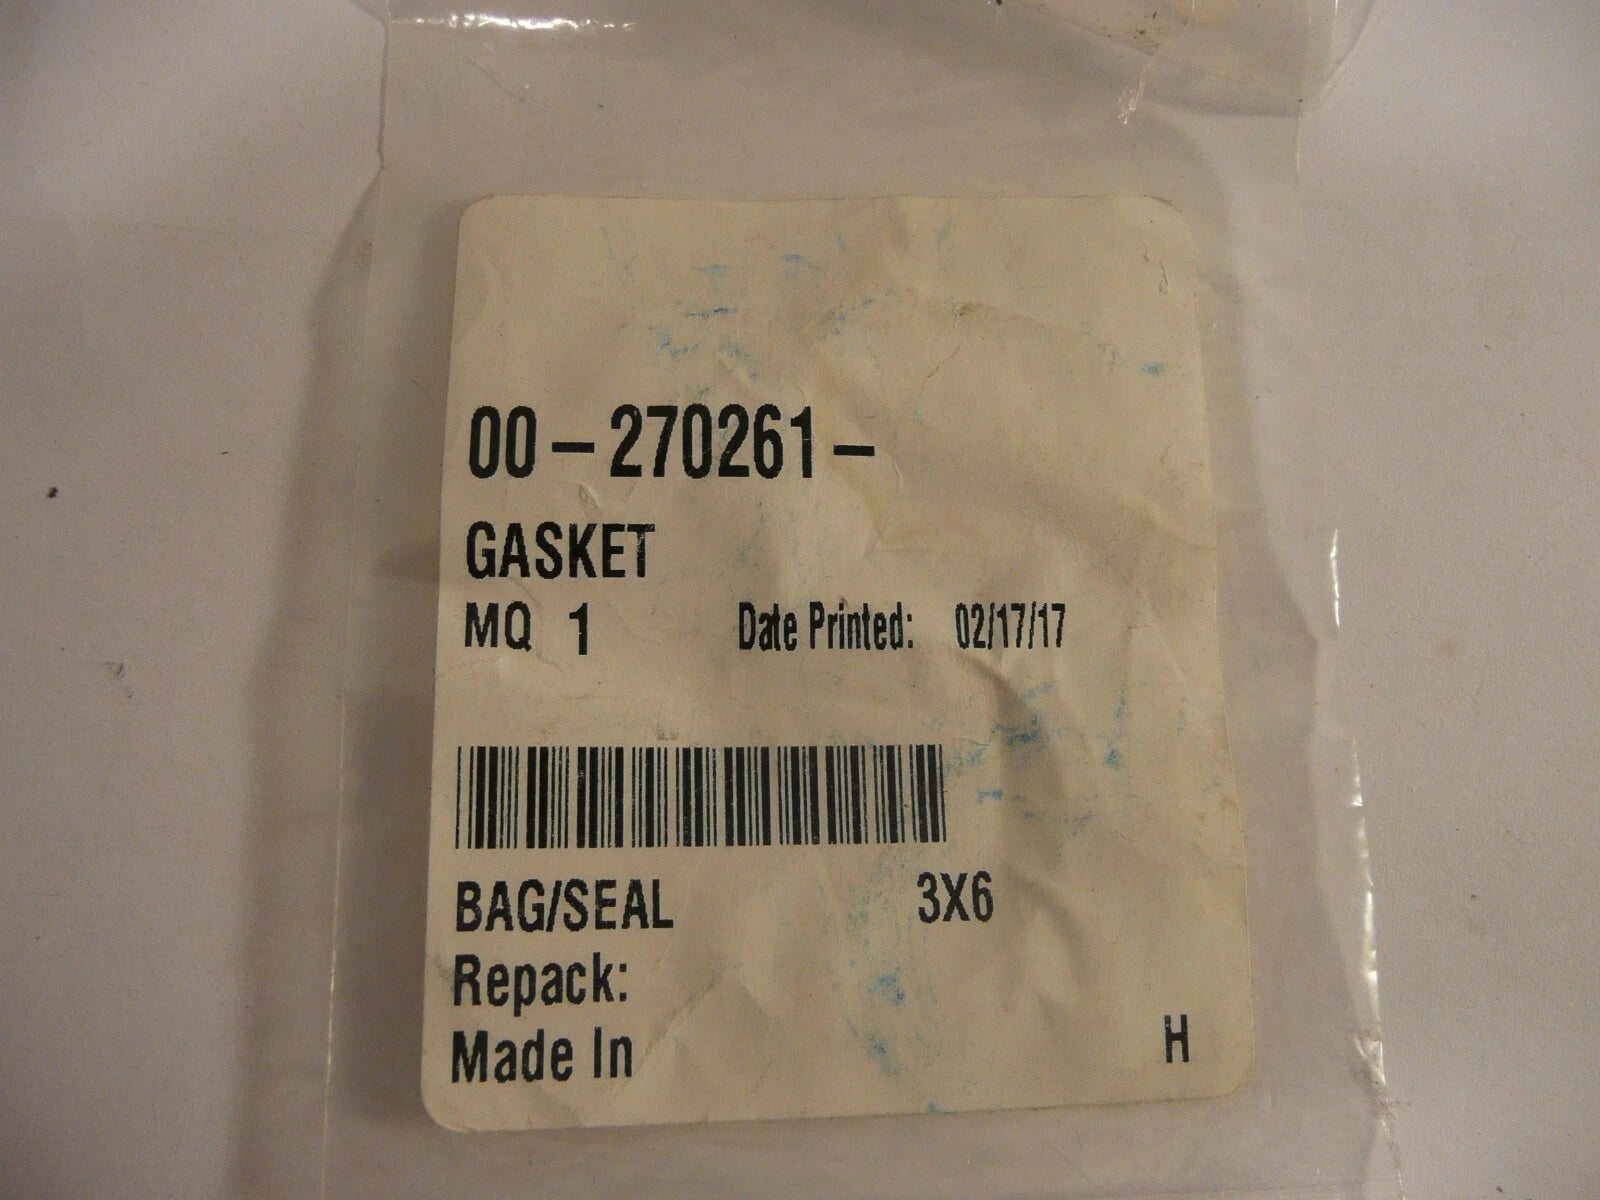 00-270261-
GASKET
MQ 1 Date Printed: 02/17/17
BAG/SEAL 3X6
Repack:
Made In H